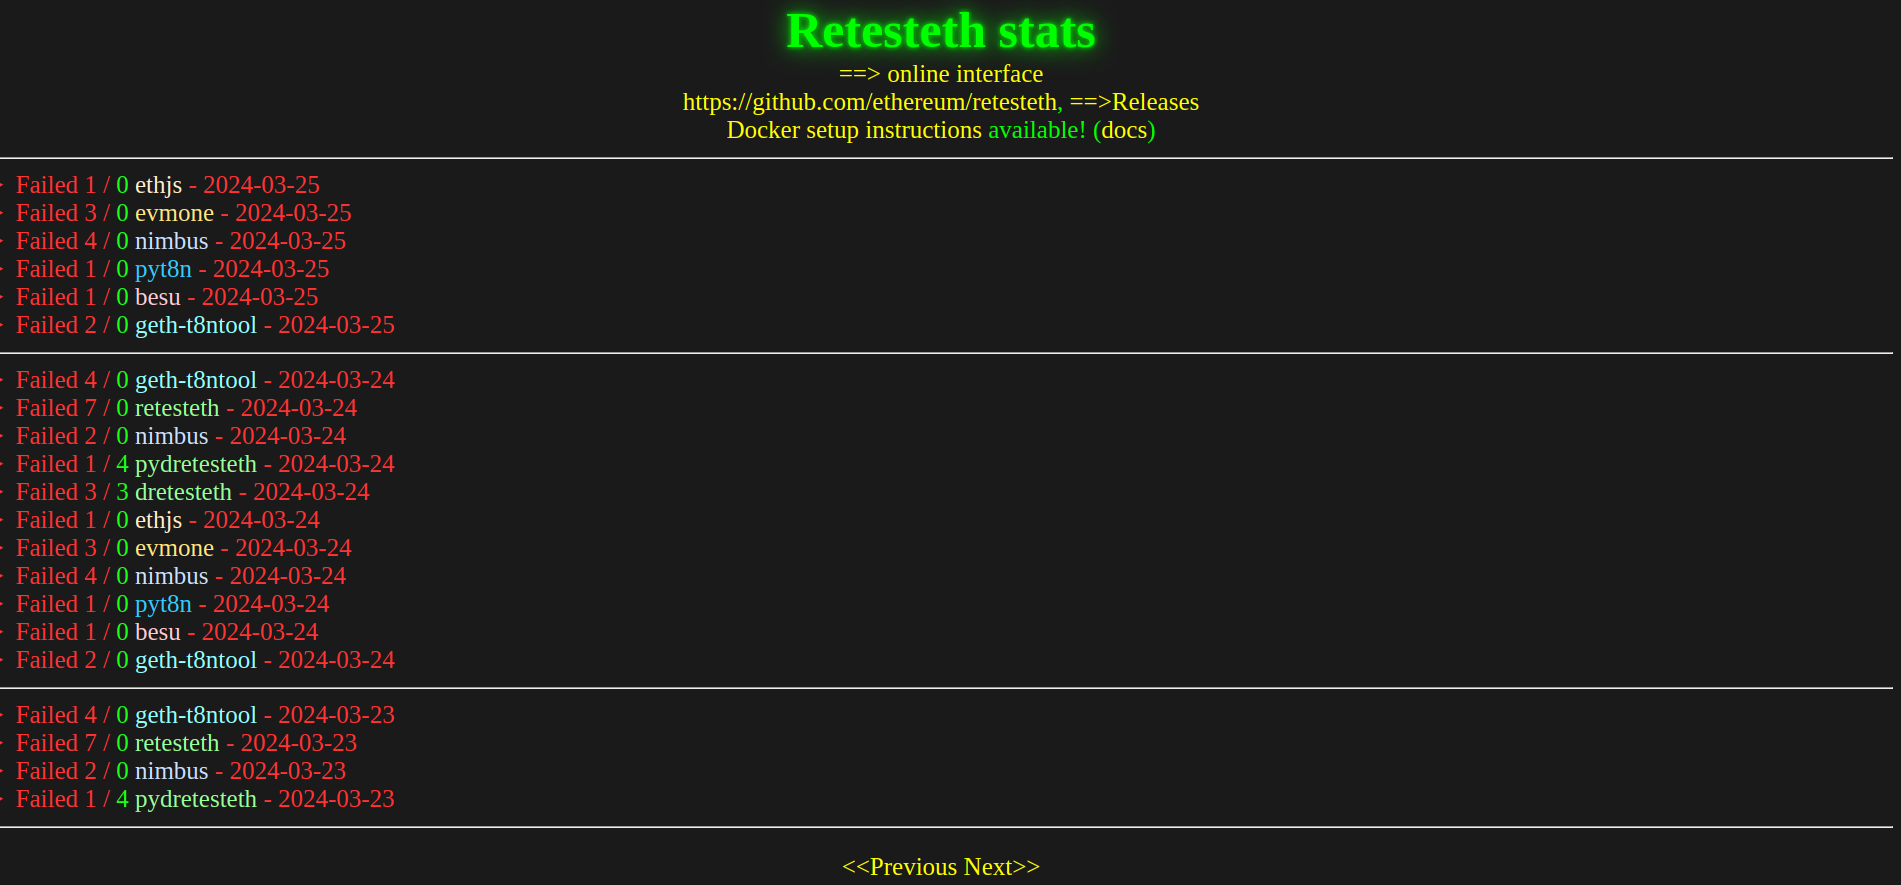 Retesteth stats
==> online interface
https://github.com/ethereum/retesteth, ==>Releases
Docker setup instructions available! (docs)
Failed 1 / 0 ethjs - 2024-03-25
Failed 3 / 0 evmone - 2024-03-25
Failed 4 / 0 nimbus - 2024-03-25
Failed 1 / 0 pyt8n - 2024-03-25
Failed 1 / 0 besu - 2024-03-25
Failed 2 / 0 geth-t8ntool - 2024-03-25
Failed 4 / 0 geth-t8ntool - 2024-03-24
Failed 7 / 0 retesteth - 2024-03-24
Failed 2 / 0 nimbus - 2024-03-24
Failed 1 / 4 pydretesteth - 2024-03-24
Failed 3 / 3 dretesteth - 2024-03-24
Failed 1 / 0 ethjs - 2024-03-24
Failed 3 / 0 evmone - 2024-03-24
Failed 4 / 0 nimbus - 2024-03-24
Failed 1 / 0 pyt8n - 2024-03-24
Failed 1 / 0 besu - 2024-03-24
Failed 2 / 0 geth-t8ntool - 2024-03-24
Failed 4 / 0 geth-t8ntool - 2024-03-23
Failed 7 / 0 retesteth - 2024-03-23
Failed 2 / 0 nimbus - 2024-03-23
Failed 1 / 4 pydretesteth - 2024-03-23
<<Previous Next>>